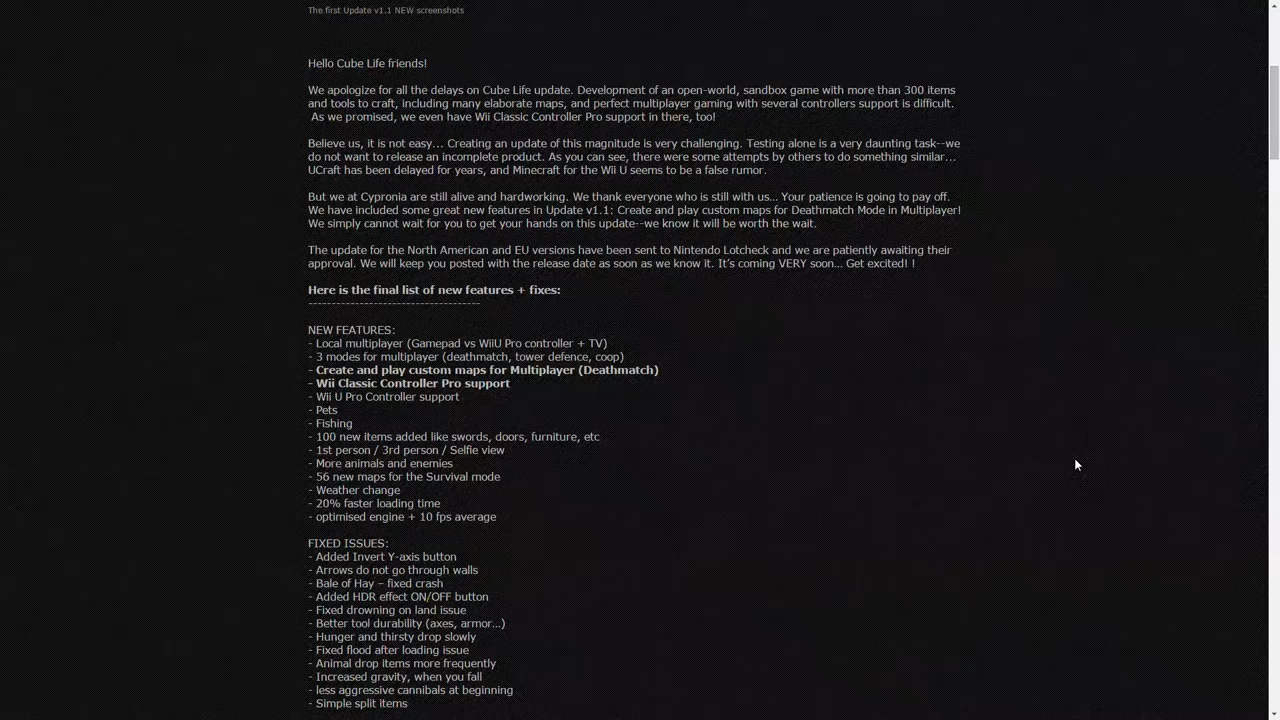 The first Update v1.1 NEW screenshots
Hello Cube Life friends!
We apologize for all the delays on Cube Life update. Development of an open-world, sandbox game with more than 300 items
and tools to craft, including many elaborate maps, and perfect multiplayer gaming with several controllers support is difficult.
As we promised, we even have Wii Classic Controller Pro support in there, too!
Believe us, it is not easy... Creating an update of this magnitude is very challenging. Testing alone is a very daunting task--we
do not want to release an incomplete product. As you can see, there were some attempts by others to do something similar...
UCraft has been delayed for years, and Minecraft for the Wii U seems to be a false rumor.
But we at Cypronia are still alive and hardworking. We thank everyone who is still with us... Your patience is going to pay off.
We have included some great new features in Update v1.1: Create and play custom maps for Deathmatch Mode in Multiplayer!
We simply cannot wait for you to get your hands on this update--we know it will be worth the wait.
The update for the North American and EU versions have been sent to Nintendo Lotcheck and we are patiently awaiting their
approval. We will keep you posted with the release date as soon as we know it. It's coming VERY soon... Get excited! !
Here is the final list of new features + fixes:
-------------------------------------
NEW FEATURES:
- Local multiplayer (Gamepad vs WiiU Pro controller + TV)
- 3 modes for multiplayer (deathmatch, tower defence, coop)
- Create and play custom maps for Multiplayer (Deathmatch)
- Wii Classic Controller Pro support
- Wii U Pro Controller support
- Pets
- Fishing
- 100 new items added like swords, doors, furniture, etc
- 1st person / 3rd person / Selfie view
- More animals and enemies
- 56 new maps for the Survival mode
- Weather change
- 20% faster loading time
- optimised engine + 10 fps average
FIXED ISSUES:
- Added Invert Y-axis button
- Arrows do not go through walls
- Bale of Hay – fixed crash
- Added HDR effect ON/OFF button
- Fixed drowning on land issue
- Better tool durability (axes, armor...)
- Hunger and thirsty drop slowly
- Fixed flood after loading issue
- Animal drop items more frequently
- Increased gravity, when you fall
- less aggressive cannibals at beginning
- Simple split items